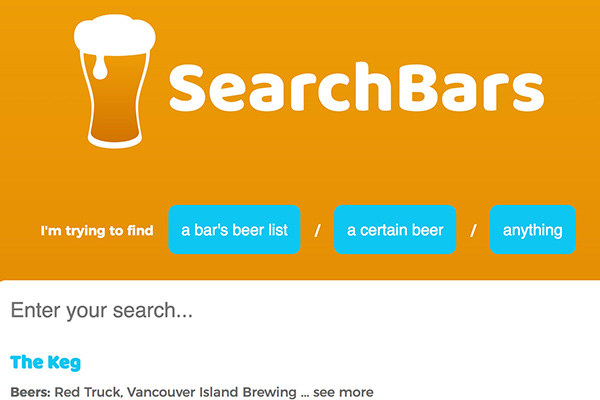 SearchBars
I'm trying to find a bar's beer list / a certain beer / anything
Enter your search...
The Keg
Beers: Red Truck, Vancouver Island Brewing ... see more